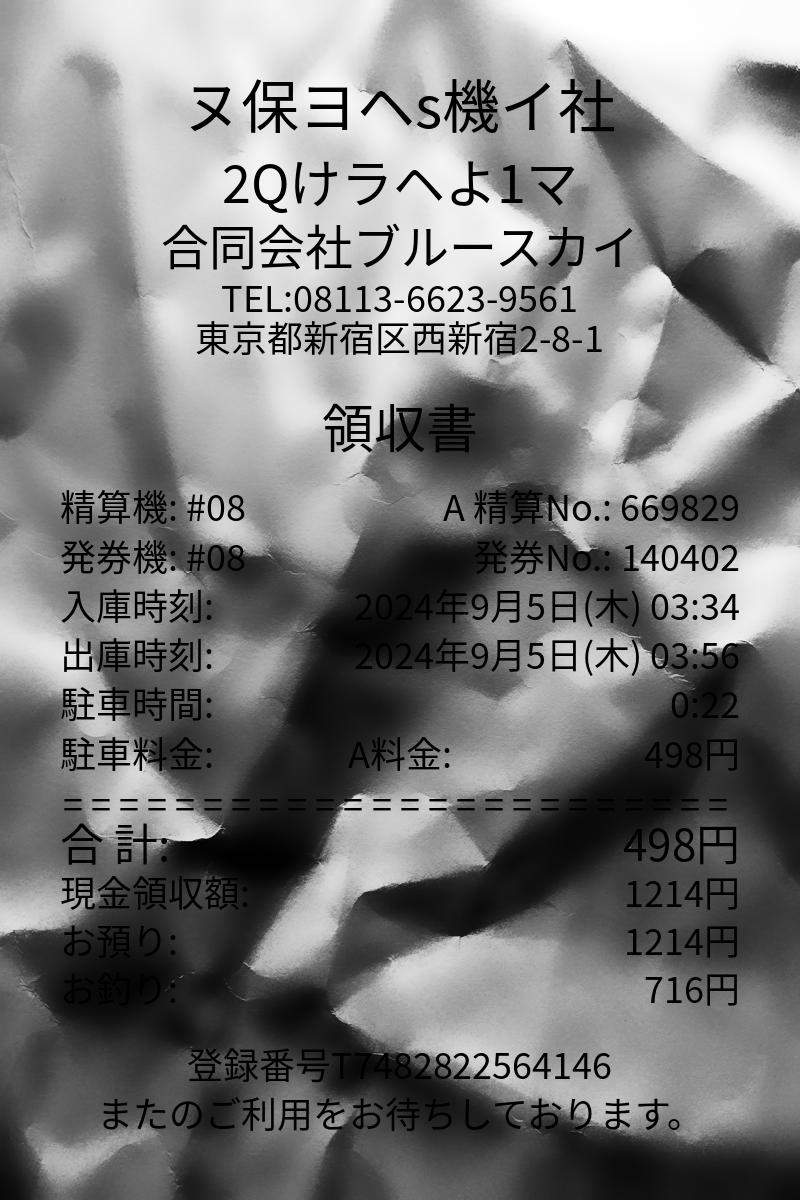 ヌ保ヨヘs機イ社
2Qけラヘよ1マ
合同会社ブルースカイ
TEL:08113-6623-9561
東京都新宿区西新宿2-8-1
領収書
精算機: #08 A 精算No.: 669829
発券機: #08 発券No.: 140402
入庫時刻: 2024年9月5日(木) 03:34
出庫時刻: 2024年9月5日(木) 03:56
駐車時間: 0:22
駐車料金: A料金: 498円
========================
合 計: 498円
現金領収額: 1214円
お預り: 1214円
お釣り: 716円
登録番号T7482822564146
またのご利用をお待ちしております。